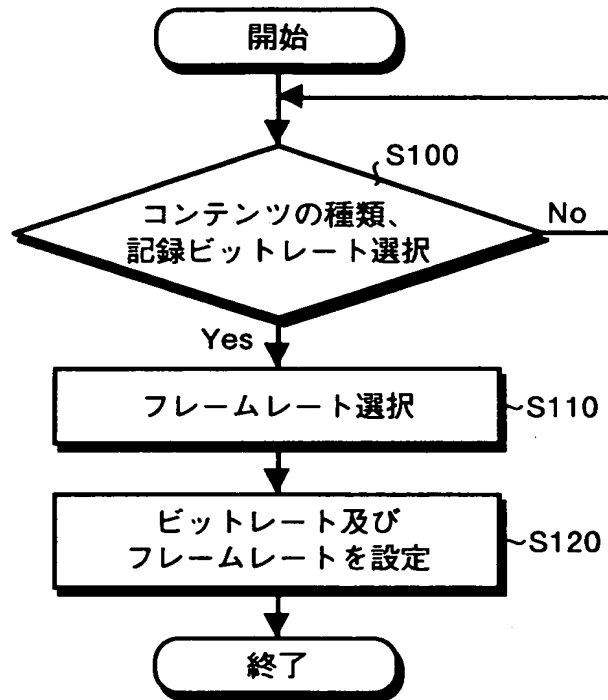 開始
S100
コンテンツの種類、
記録ビットレート選択
No
Yes
フレームレート選択
S110
ビットレート及び
フレームレートを設定
S120
終了